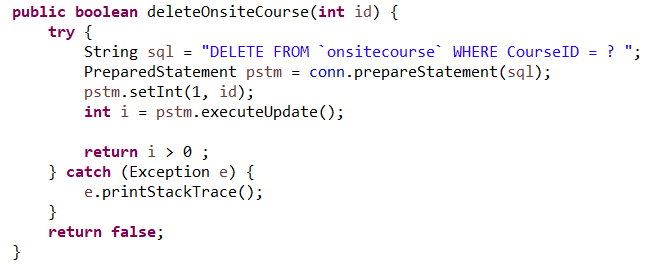 public boolean deleteOnsiteCourse(int id) {
    try {
        String sql = "DELETE FROM `onsitecourse` WHERE CourseID = ? ";
        PreparedStatement pstm = conn.prepareStatement(sql);
        pstm.setInt(1, id);
        int i = pstm.executeUpdate();

        return i > 0 ;
    } catch (Exception e) {
        e.printStackTrace();
    }
    return false;
}